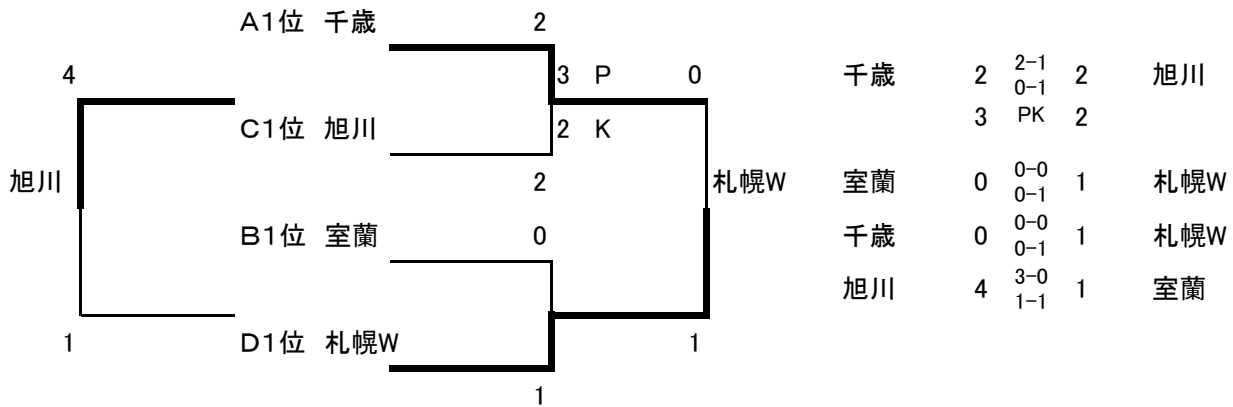 A1位 千歳 2
4 3 P 0
C1位 旭川 2 K
旭川 2 札幌W
B1位 室蘭 0
1 D1位 札幌W 1
1
千歳 2 2-1 2 旭川
0-1
3 PK 2
室蘭 0 0-0 1 札幌W
0-1
千歳 0 0-0 1 札幌W
0-1
旭川 4 3-0 1 室蘭
1-1